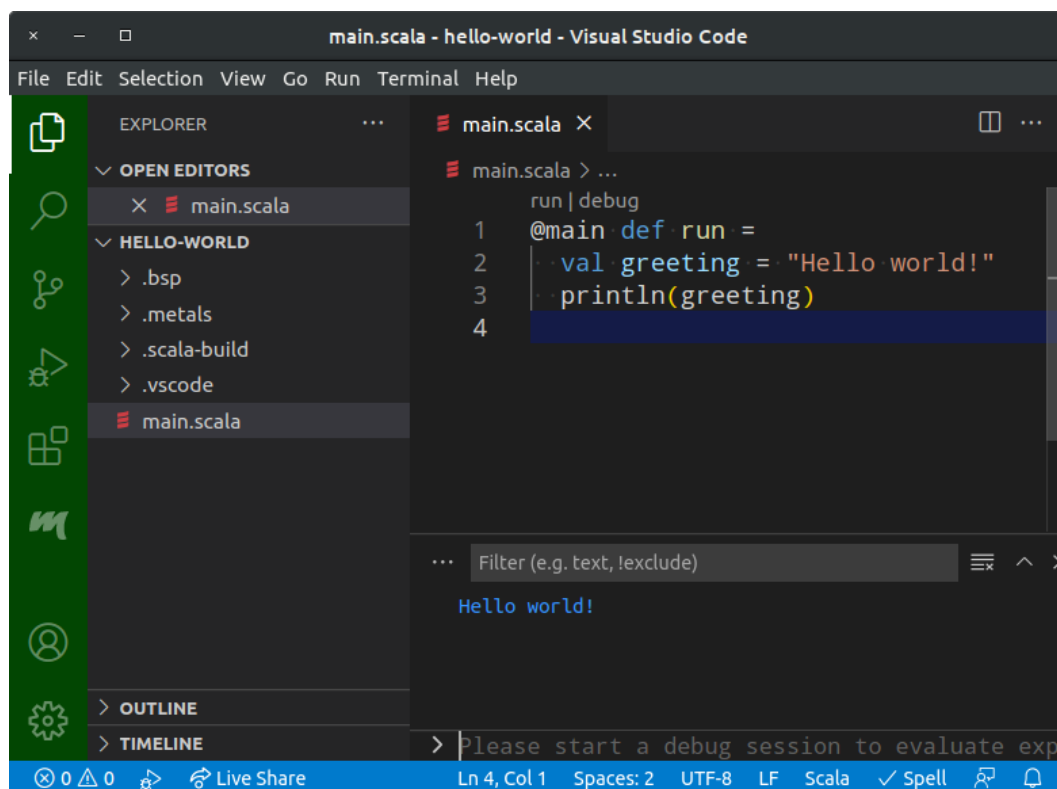 main.scala - hello-world - Visual Studio Code
File Edit Selection View Go Run Terminal Help
EXPLORER
OPEN EDITORS
main.scala
HELLO-WORLD
.bsp
.metals
.scala-build
.vscode
main.scala
OUTLINE
TIMELINE
main.scala
main.scala > ...
run | debug
1 @main def run =
2 val greeting = "Hello world!"
3 println(greeting)
4
Filter (e.g. text, !exclude)
Hello world!
> Please start a debug session to evaluate exp
0 0 Live Share Ln 4, Col 1 Spaces: 2 UTF-8 LF Scala Spell